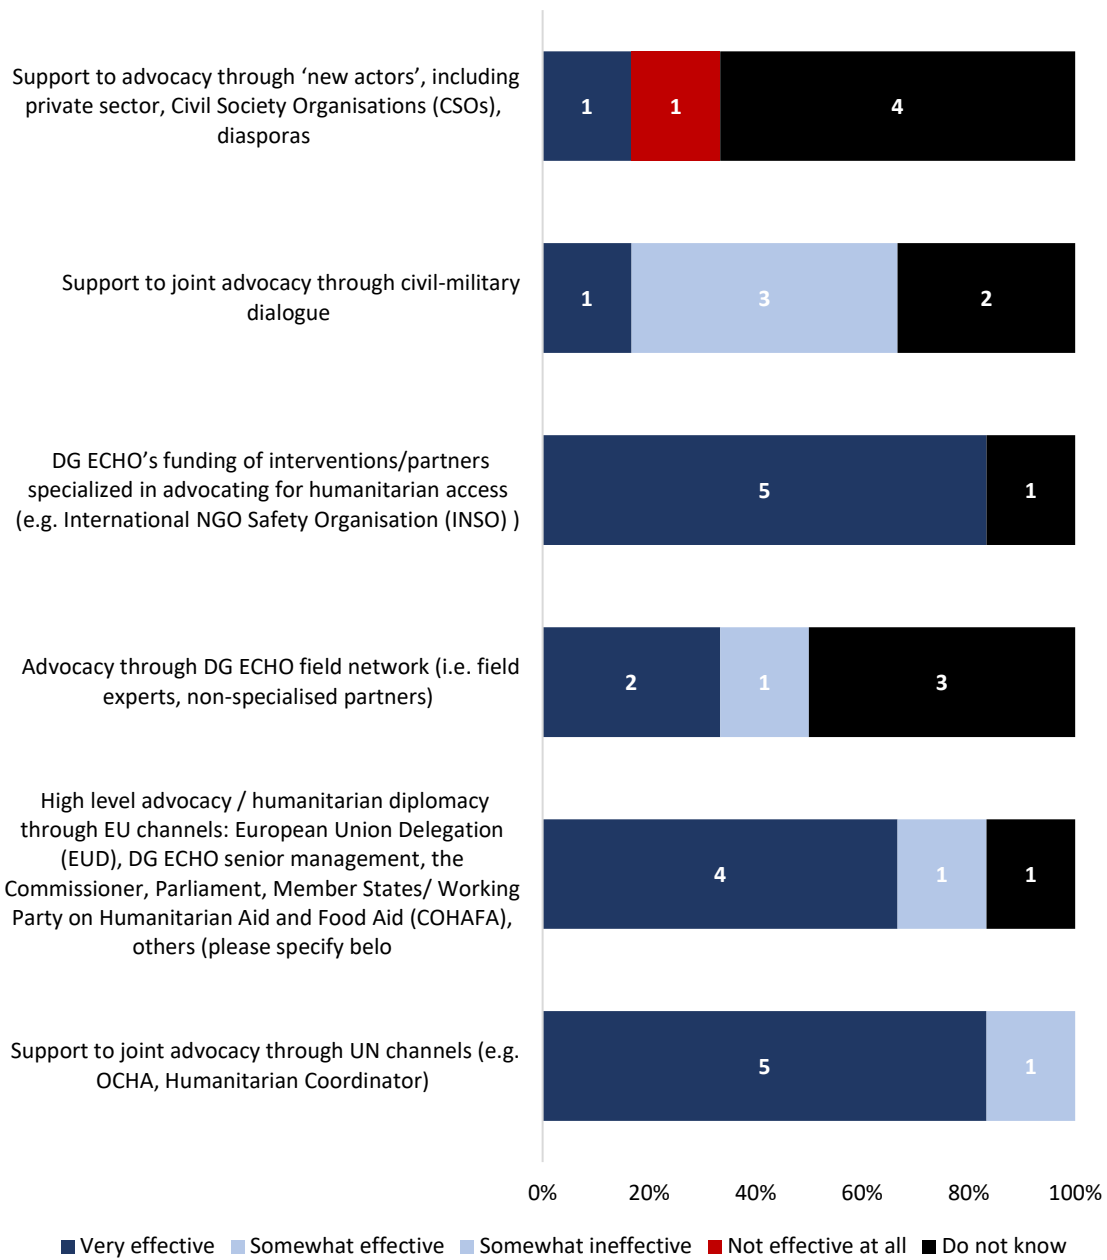 Support to advocacy through ‘new actors’, including
private sector, Civil Society Organisations (CSOs),
diasporas
1 1 4
Support to joint advocacy through civil-military
dialogue
1 3 2
DG ECHO’s funding of interventions/partners
specialized in advocating for humanitarian access
(e.g. International NGO Safety Organisation (INSO) )
5 1
Advocacy through DG ECHO field network (i.e. field
experts, non-specialised partners)
2 1 3
High level advocacy / humanitarian diplomacy
through EU channels: European Union Delegation
(EUD), DG ECHO senior management, the
Commissioner, Parliament, Member States/ Working
Party on Humanitarian Aid and Food Aid (COHAFA),
others (please specify belo
4 1 1
Support to joint advocacy through UN channels (e.g.
OCHA, Humanitarian Coordinator)
5 1
0% 20% 40% 60% 80% 100%
Very effective Somewhat effective Somewhat ineffective Not effective at all Do not know